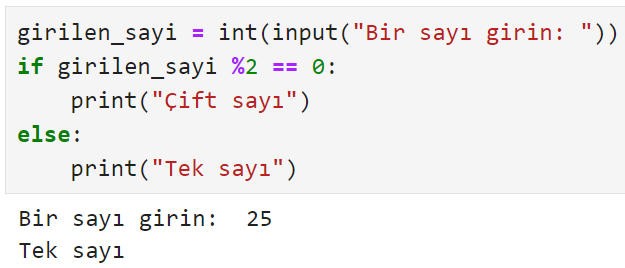 girilen_sayi = int(input("Bir sayı girin: "))
if girilen_sayi %2 == 0:
    print("Çift sayı")
else:
    print("Tek sayı")
Bir sayı girin:  25
Tek sayı